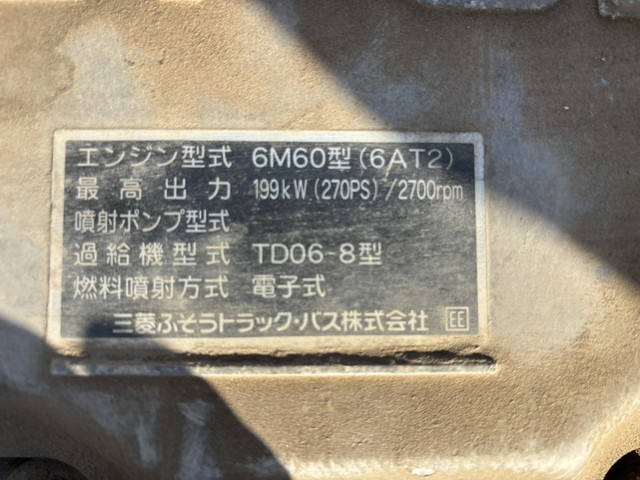 エンジン型式 6M60型(6AT2)
最高出力 199kW(270PS)/2700rpm
噴射ポンプ型式
過給機型式 TD06-8型
燃料噴射方式 電子式
三菱ふそうトラック・バス株式会社 EE